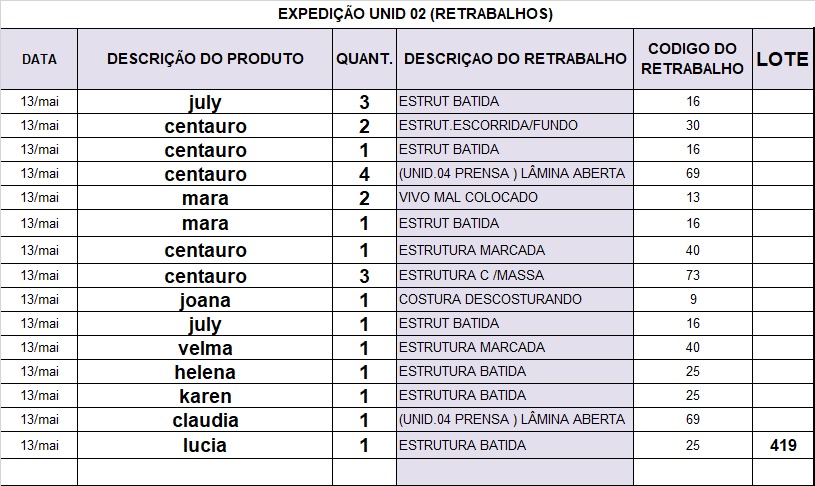 EXPEDIÇÃO UNID 02 (RETRABALHOS)
DATA DESCRIÇÃO DO PRODUTO QUANT. DESCRIÇAO DO RETRABALHO CODIGO DO RETRABALHO LOTE
13/mai july 3 ESTRUT BATIDA 16
13/mai centauro 2 ESTRUT.ESCORRIDA/FUNDO 30
13/mai centauro 1 ESTRUT BATIDA 16
13/mai centauro 4 (UNID.04 PRENSA ) LÂMINA ABERTA 69
13/mai mara 2 VIVO MAL COLOCADO 13
13/mai mara 1 ESTRUT BATIDA 16
13/mai centauro 1 ESTRUTURA MARCADA 40
13/mai centauro 3 ESTRUTURA C /MASSA 73
13/mai joana 1 COSTURA DESCOSTURANDO 9
13/mai july 1 ESTRUT BATIDA 16
13/mai velma 1 ESTRUTURA MARCADA 40
13/mai helena 1 ESTRUTURA BATIDA 25
13/mai karen 1 ESTRUTURA BATIDA 25
13/mai claudia 1 (UNID.04 PRENSA ) LÂMINA ABERTA 69
13/mai lucia 1 ESTRUTURA BATIDA 25 419